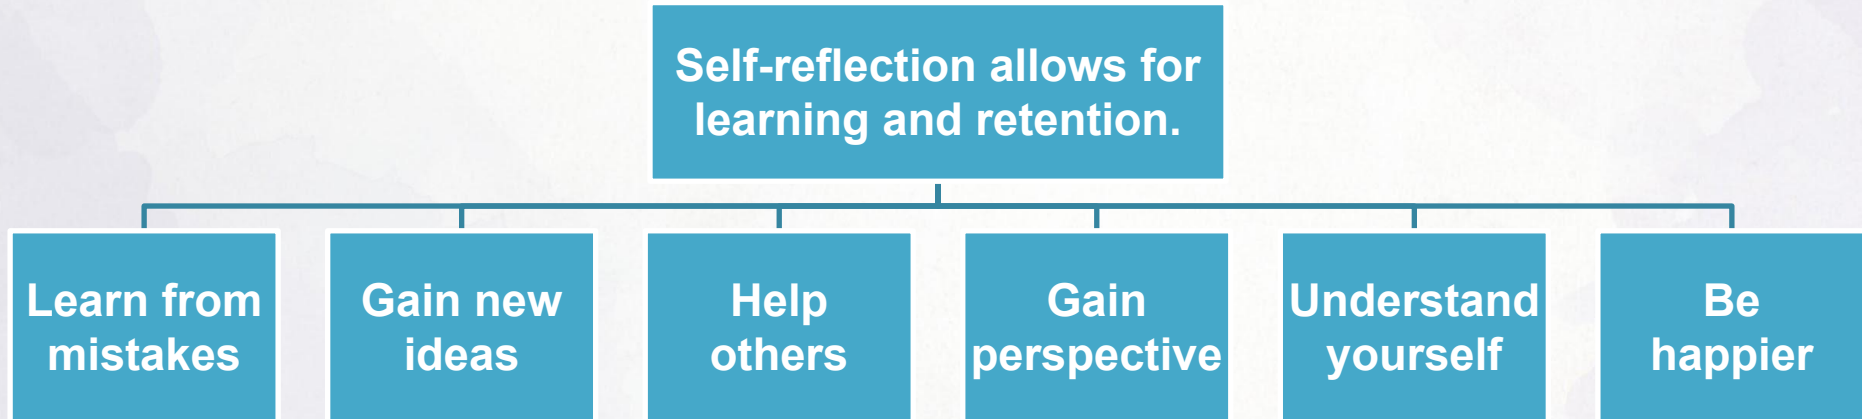 Self-reflection allows for
learning and retention.
Learn from
mistakes
Gain new
ideas
Help
others
Gain
perspective
Understand
yourself
Be
happier